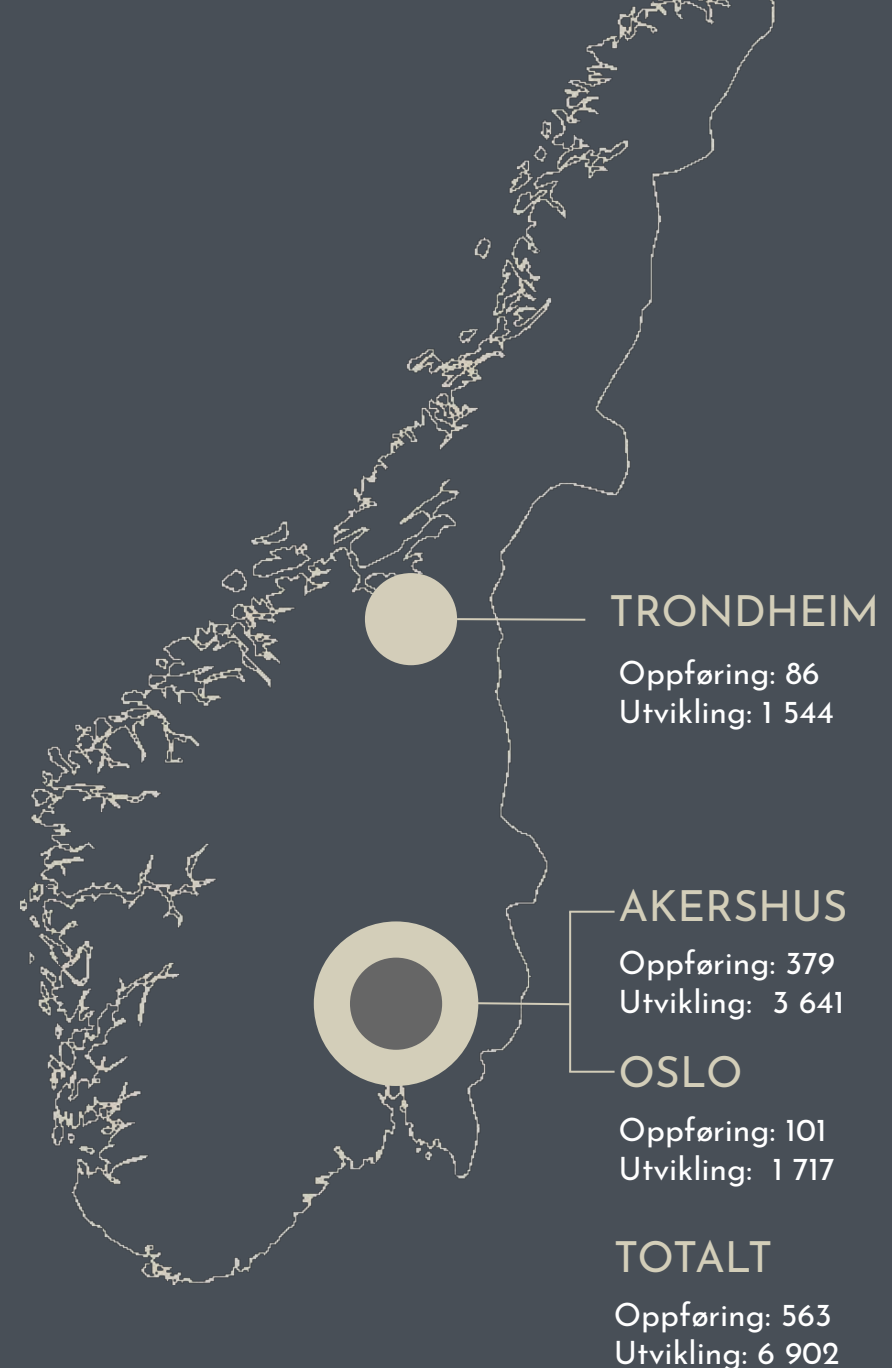 TRONDHEIM
Oppføring: 86
Utvikling: 1 544
AKERSHUS
Oppføring: 379
Utvikling: 3 641
OSLO
Oppføring: 101
Utvikling: 1 717
TOTALT
Oppføring: 563
Utvikling: 6 902